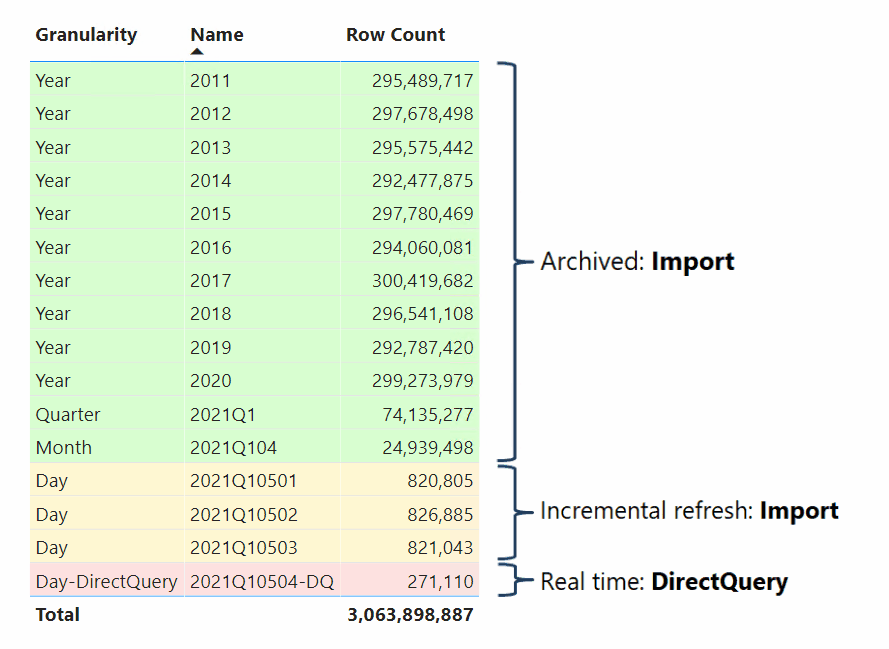 Granularity Name Row Count
Year 2011 295,489,717
Year 2012 297,678,498
Year 2013 295,575,442
Year 2014 292,477,875
Year 2015 297,780,469
Year 2016 294,060,081
Year 2017 300,419,682
Year 2018 296,541,108
Year 2019 292,787,420
Year 2020 299,273,979
Quarter 2021Q1 74,135,277
Month 2021Q104 24,939,498
Day 2021Q10501 820,805
Day 2021Q10502 826,885
Day 2021Q10503 821,043
Day-DirectQuery 2021Q10504-DQ 271,110
Total 3,063,898,887
Archived: Import
Incremental refresh: Import
Real time: DirectQuery